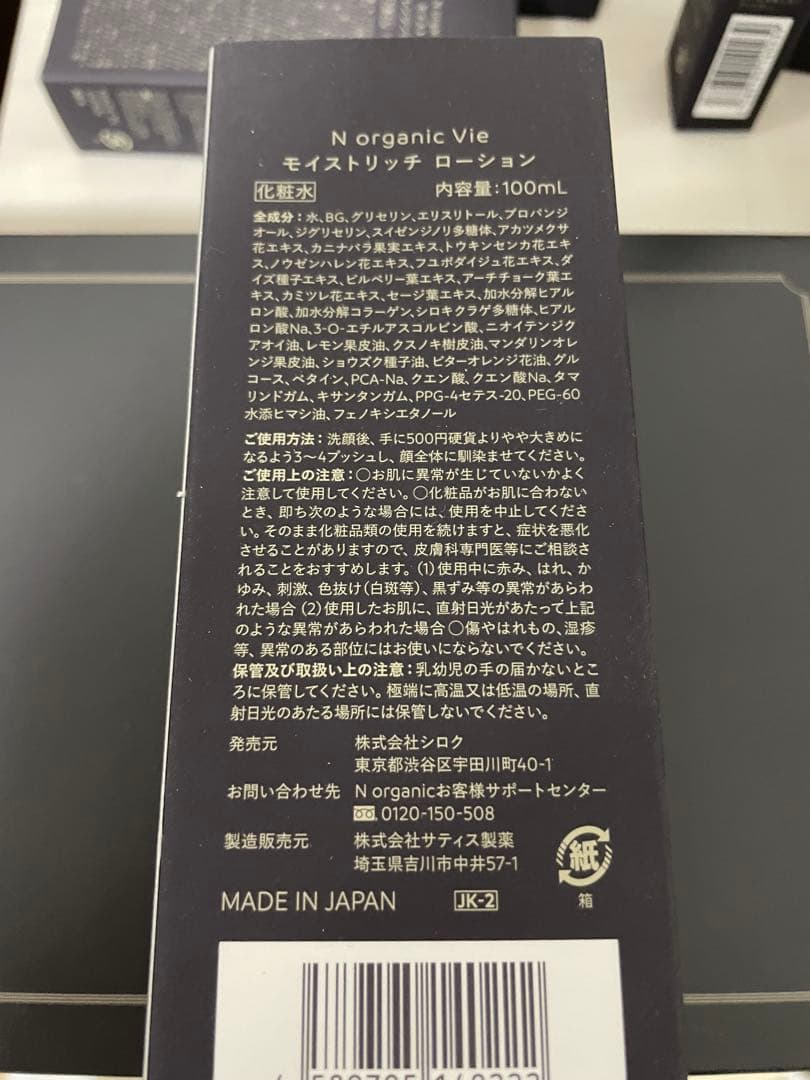 N organic Vie
モイストリッチ ローション
化粧水 内容量：100mL
全成分：水、BG、グリセリン、エリスリトール、プロパンジ
オール、ジグリセリン、スイゼンジノリ多糖体、アカツメクサ
花エキス、カニナバラ果実エキス、トウキンセンカ花エキ
ス、ノウゼンハレン花エキス、フユボダイジュ花エキス、ダ
イズ種子エキス、ビルベリー葉エキス、アーチチョーク葉エ
キス、カミツレ花エキス、セージ葉エキス、加水分解ヒアル
ロン酸、加水分解コラーゲン、シロキクラゲ多糖体、ヒアル
ロン酸Na、3-O-エチルアスコルビン酸、ニオイテンジク
アオイ油、レモン果皮油、クスノキ樹皮油、マンダリンオレ
ンジ果皮油、ショウズク種子油、ビターオレンジ花油、グル
コース、ベタイン、PCA-Na、クエン酸、クエン酸Na、タマ
リンドガム、キサンタンガム、PPG-4セテス-20、PEG-60
水添ヒマシ油、フェノキシエタノール
ご使用方法：洗顔後、手に500円硬貨よりやや大きめに
なるよう3～4プッシュし、顔全体に馴染ませてください。
ご使用上の注意：○お肌に異常が生じていないかよく
注意して使用してください。○化粧品がお肌に合わない
とき、即ち次のような場合には、使用を中止してくださ
い。そのまま化粧品類の使用を続けますと、症状を悪化
させることがありますので、皮膚科専門医等にご相談さ
れることをおすすめします。(1)使用中に赤み、はれ、か
ゆみ、刺激、色抜け(白斑等)、黒ずみ等の異常があらわ
れた場合(2)使用したお肌に、直射日光があたって上記
のような異常があらわれた場合○傷やはれもの、湿疹
等、異常のある部位にはお使いにならないでください。
保管及び取扱い上の注意：乳幼児の手の届かないとこ
ろに保管してください。極端に高温又は低温の場所、直
射日光のあたる場所には保管しないでください。
発売元 株式会社シロク
東京都渋谷区宇田川町40-1
お問い合わせ先 N organicお客様サポートセンター
0120-150-508
製造販売元 株式会社サティス製薬
埼玉県吉川市中井57-1
紙
箱
MADE IN JAPAN JK-2